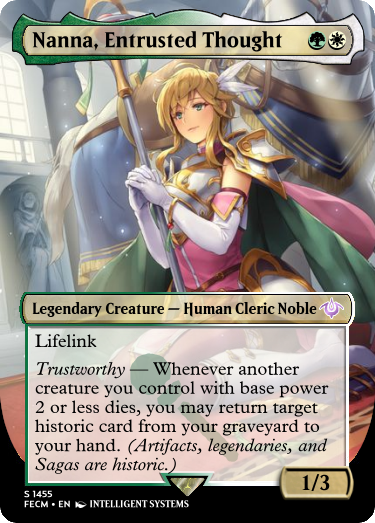 Nanna, Entrusted Thought
Legendary Creature — Human Cleric Noble
Lifelink
Trustworthy — Whenever another
creature you control with base power
2 or less dies, you may return target
historic card from your graveyard to
your hand. (Artifacts, legendaries, and
Sagas are historic.)
1/3
S 1455
FECM • EN INTELLIGENT SYSTEMS